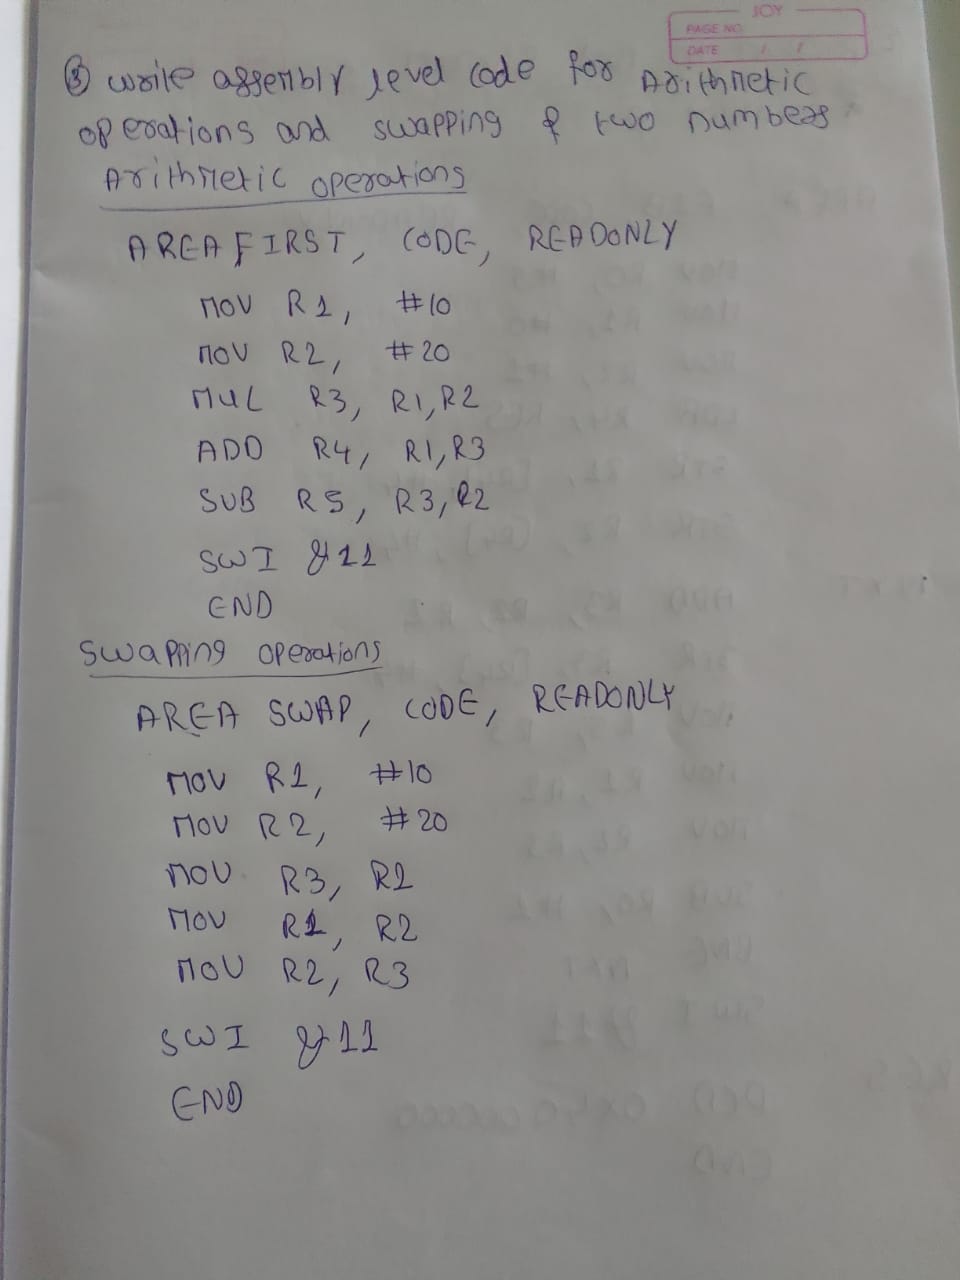 JOY
PAGE NO.
DATE / /
③ write assembly level code for Arithmetic
operations and swapping of two numbers
Arithmetic operations
AREA FIRST, CODE, READONLY
MOV R1, #10
MOV R2, #20
MUL R3, R1, R2
ADD R4, R1, R3
SUB R5, R3, R2
SWI &11
END
Swapping operations
AREA SWAP, CODE, READONLY
MOV R1, #10
MOV R2, #20
MOV R3, R1
MOV R1, R2
MOV R2, R3
SWI &11
END